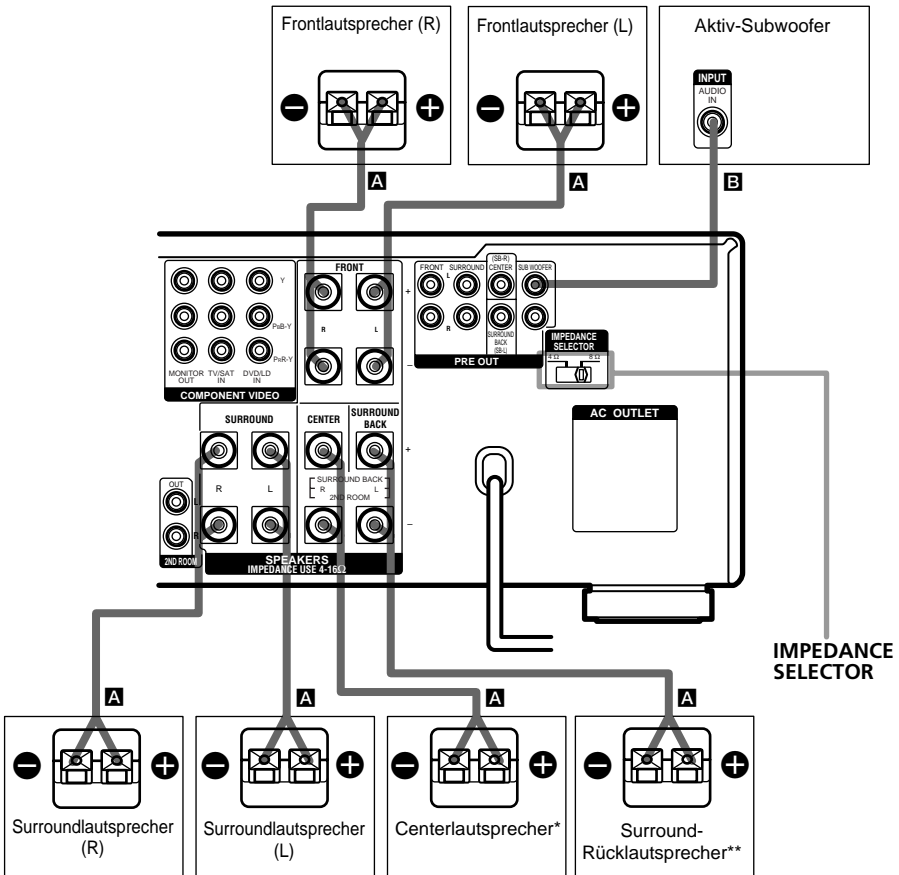 Frontlautsprecher (R)
Frontlautsprecher (L)
Aktiv-Subwoofer
INPUT
AUDIO
IN
A
A
B
FRONT
R
L
+
–
Y
PBB-Y
PRR-Y
MONITOR
OUT
TV/SAT
IN
DVD/LD
IN
COMPONENT VIDEO
FRONT
SURROUND
(SB-R)
CENTER
SUB WOOFER
L
R
SURROUND
BACK
(SB-L)
PRE OUT
IMPEDANCE
SELECTOR
4 Ω
8 Ω
AC OUTLET
SURROUND
CENTER
SURROUND
BACK
+
R
L
SURROUND BACK
R
L
2ND ROOM
–
OUT
L
R
2ND ROOM
SPEAKERS
IMPEDANCE USE 4-16Ω
IMPEDANCE
SELECTOR
A
A
A
A
Surroundlautsprecher
(R)
Surroundlautsprecher
(L)
Centerlautsprecher*
Surround-
Rücklautsprecher**